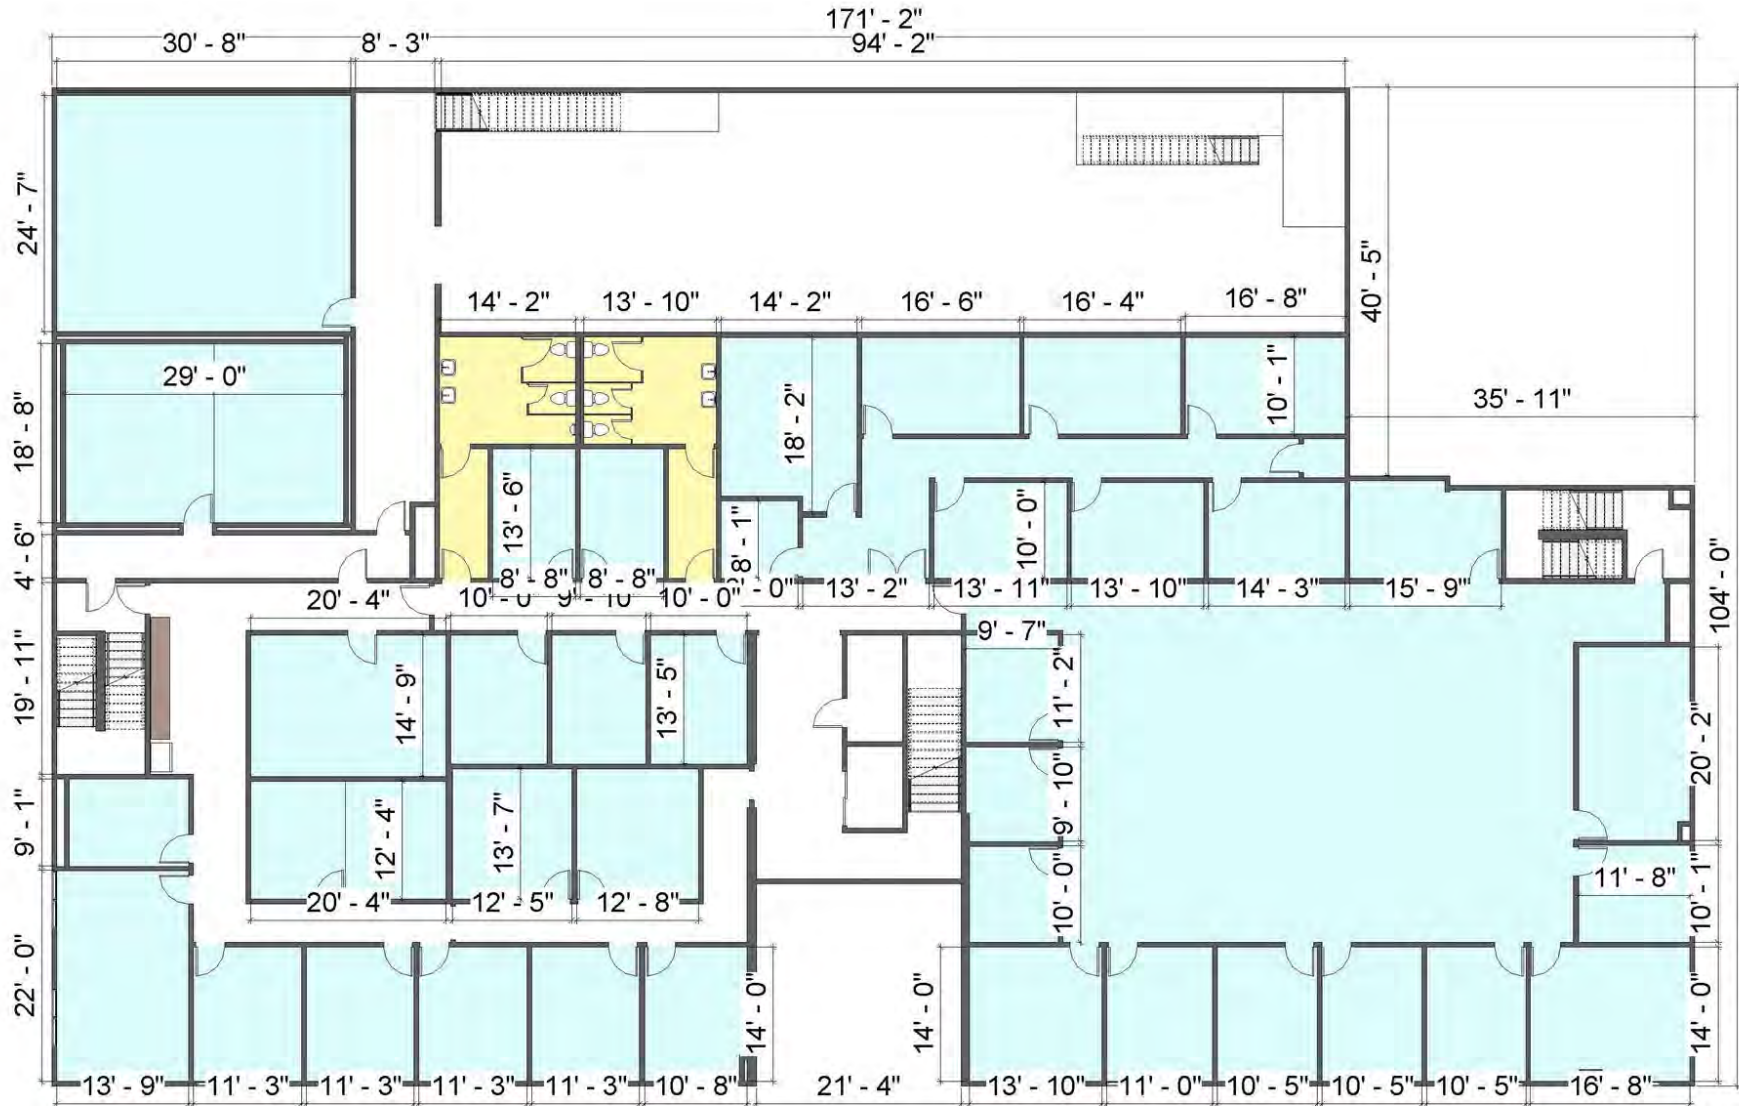 171' - 2"
30' - 8"
8' - 3"
94' - 2"
24' - 7"
40' - 5"
14' - 2"
13' - 10"
14' - 2"
16' - 6"
16' - 4"
16' - 8"
29' - 0"
18' - 8"
18' - 2"
10' - 1"
35' - 11"
13' - 6"
8' - 1"
10' - 0"
4' - 6"
8' - 8"
8' - 8"
13' - 2"
13' - 11"
13' - 10"
14' - 3"
15' - 9"
104' - 0"
20' - 4"
10' - 0"
9' - 10"
10' - 0"
9' - 7"
19' - 11"
14' - 9"
13' - 5"
11' - 2"
20' - 2"
9' - 1"
12' - 4"
13' - 7"
9' - 10"
20' - 4"
12' - 5"
12' - 8"
10' - 0"
11' - 8"
10' - 1"
22' - 0"
14' - 0"
14' - 0"
14' - 0"
13' - 9"
11' - 3"
11' - 3"
11' - 3"
11' - 3"
10' - 8"
21' - 4"
13' - 10"
11' - 0"
10' - 5"
10' - 5"
10' - 5"
16' - 8"